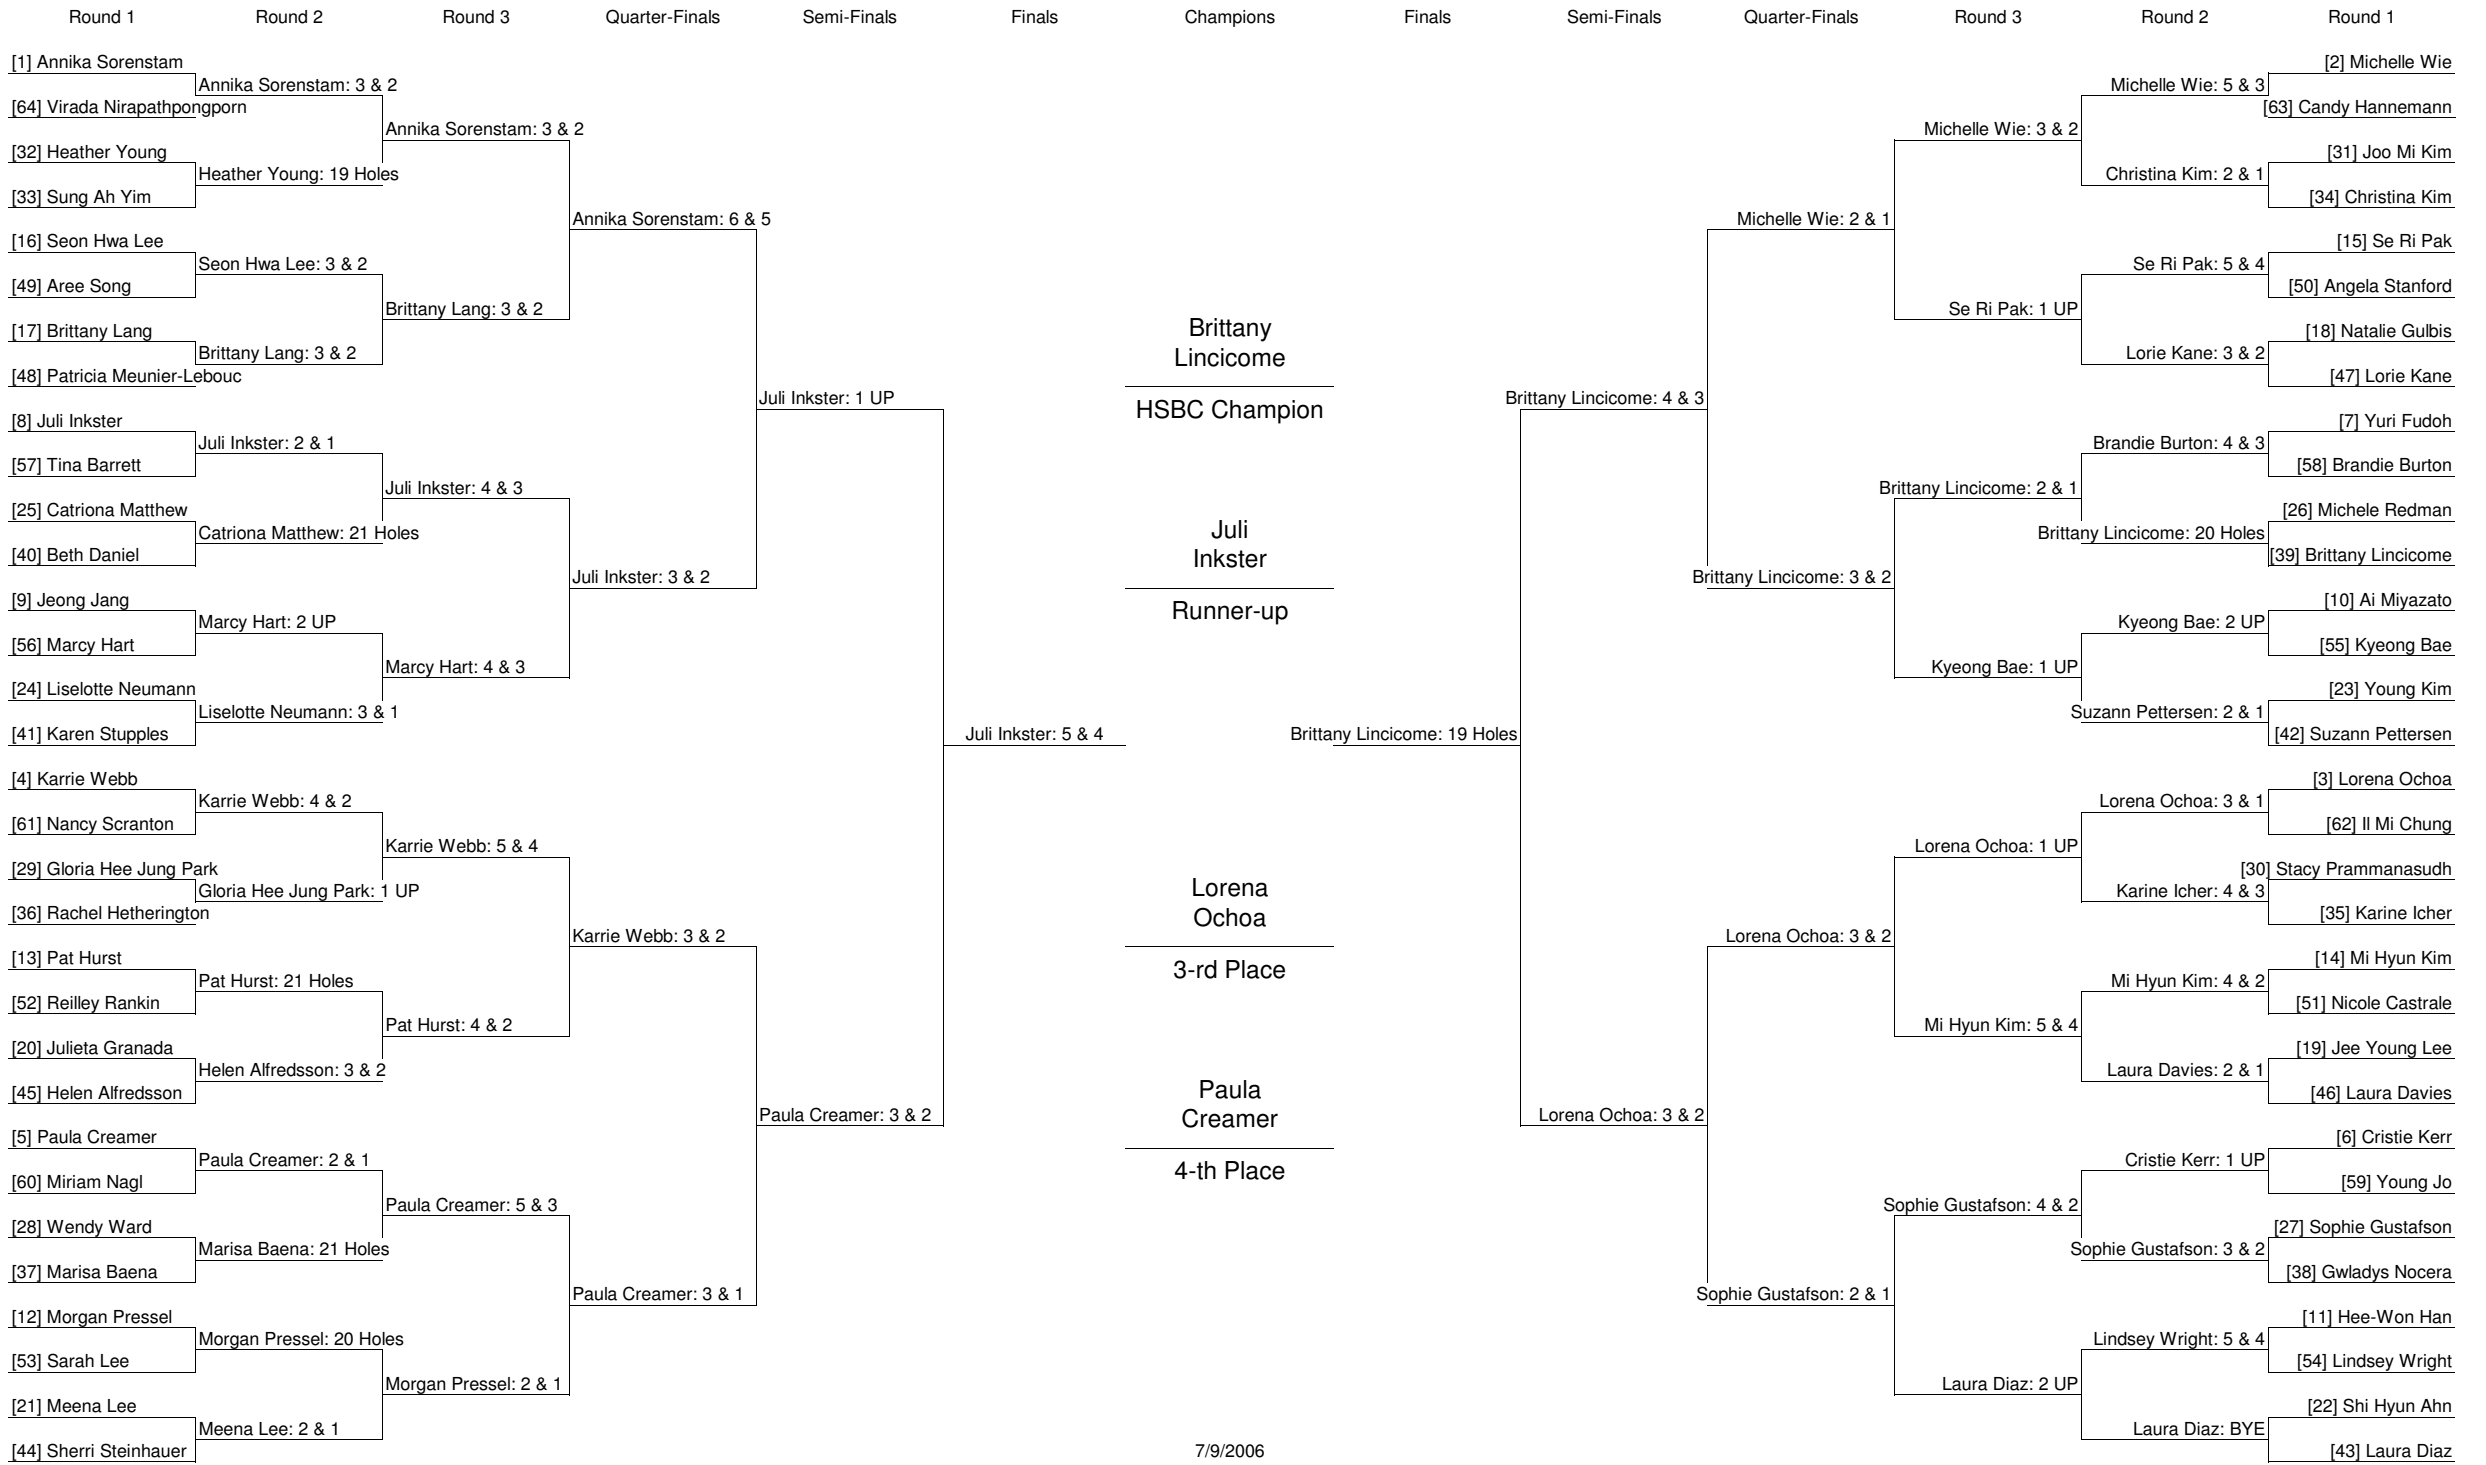 Round 1 Round 2 Round 3 Quarter-Finals Semi-Finals Finals Champions Finals Semi-Finals Quarter-Finals Round 3 Round 2 Round 1
[1] Annika Sorenstam
[64] Virada Nirapathpongporn
[32] Heather Young
[33] Sung Ah Yim
[16] Seon Hwa Lee
[49] Aree Song
[17] Brittany Lang
[48] Patricia Meunier-Lebouc
[8] Juli Inkster
[57] Tina Barrett
[25] Catriona Matthew
[40] Beth Daniel
[9] Jeong Jang
[56] Marcy Hart
[24] Liselotte Neumann
[41] Karen Stupples
[4] Karrie Webb
[61] Nancy Scranton
[29] Gloria Hee Jung Park
[36] Rachel Hetherington
[13] Pat Hurst
[52] Reilley Rankin
[20] Julieta Granada
[45] Helen Alfredsson
[5] Paula Creamer
[60] Miriam Nagl
[28] Wendy Ward
[37] Marisa Baena
[12] Morgan Pressel
[53] Sarah Lee
[21] Meena Lee
[44] Sherri Steinhauer
Annika Sorenstam: 3 & 2
Heather Young: 19 Holes
Seon Hwa Lee: 3 & 2
Brittany Lang: 3 & 2
Juli Inkster: 2 & 1
Catriona Matthew: 21 Holes
Marcy Hart: 2 UP
Liselotte Neumann: 3 & 1
Karrie Webb: 4 & 2
Gloria Hee Jung Park: 1 UP
Pat Hurst: 21 Holes
Helen Alfredsson: 3 & 2
Paula Creamer: 2 & 1
Marisa Baena: 21 Holes
Morgan Pressel: 20 Holes
Meena Lee: 2 & 1
Annika Sorenstam: 3 & 2
Brittany Lang: 3 & 2
Juli Inkster: 4 & 3
Marcy Hart: 4 & 3
Karrie Webb: 5 & 4
Pat Hurst: 4 & 2
Paula Creamer: 5 & 3
Morgan Pressel: 2 & 1
Annika Sorenstam: 6 & 5
Juli Inkster: 3 & 2
Karrie Webb: 3 & 2
Paula Creamer: 3 & 1
Juli Inkster: 1 UP
Paula Creamer: 3 & 2
Juli Inkster: 5 & 4
Brittany
Lincicome
HSBC Champion
Juli
Inkster
Runner-up
Lorena
Ochoa
3-rd Place
Paula
Creamer
4-th Place
7/9/2006
Brittany Lincicome: 19 Holes
Brittany Lincicome: 4 & 3
Lorena Ochoa: 3 & 2
Michelle Wie: 2 & 1
Brittany Lincicome: 3 & 2
Lorena Ochoa: 3 & 2
Sophie Gustafson: 2 & 1
Michelle Wie: 3 & 2
Se Ri Pak: 1 UP
Brittany Lincicome: 2 & 1
Kyeong Bae: 1 UP
Lorena Ochoa: 1 UP
Mi Hyun Kim: 5 & 4
Sophie Gustafson: 4 & 2
Laura Diaz: 2 UP
Michelle Wie: 5 & 3
Christina Kim: 2 & 1
Se Ri Pak: 5 & 4
Lorie Kane: 3 & 2
Brandie Burton: 4 & 3
Brittany Lincicome: 20 Holes
Kyeong Bae: 2 UP
Suzann Pettersen: 2 & 1
Lorena Ochoa: 3 & 1
Karine Icher: 4 & 3
Mi Hyun Kim: 4 & 2
Laura Davies: 2 & 1
Cristie Kerr: 1 UP
Sophie Gustafson: 3 & 2
Lindsey Wright: 5 & 4
Laura Diaz: BYE
[2] Michelle Wie
[63] Candy Hannemann
[31] Joo Mi Kim
[34] Christina Kim
[15] Se Ri Pak
[50] Angela Stanford
[18] Natalie Gulbis
[47] Lorie Kane
[7] Yuri Fudoh
[58] Brandie Burton
[26] Michele Redman
[39] Brittany Lincicome
[10] Ai Miyazato
[55] Kyeong Bae
[23] Young Kim
[42] Suzann Pettersen
[3] Lorena Ochoa
[62] Il Mi Chung
[30] Stacy Prammanasudh
[35] Karine Icher
[14] Mi Hyun Kim
[51] Nicole Castrale
[19] Jee Young Lee
[46] Laura Davies
[6] Cristie Kerr
[59] Young Jo
[27] Sophie Gustafson
[38] Gwladys Nocera
[11] Hee-Won Han
[54] Lindsey Wright
[22] Shi Hyun Ahn
[43] Laura Diaz